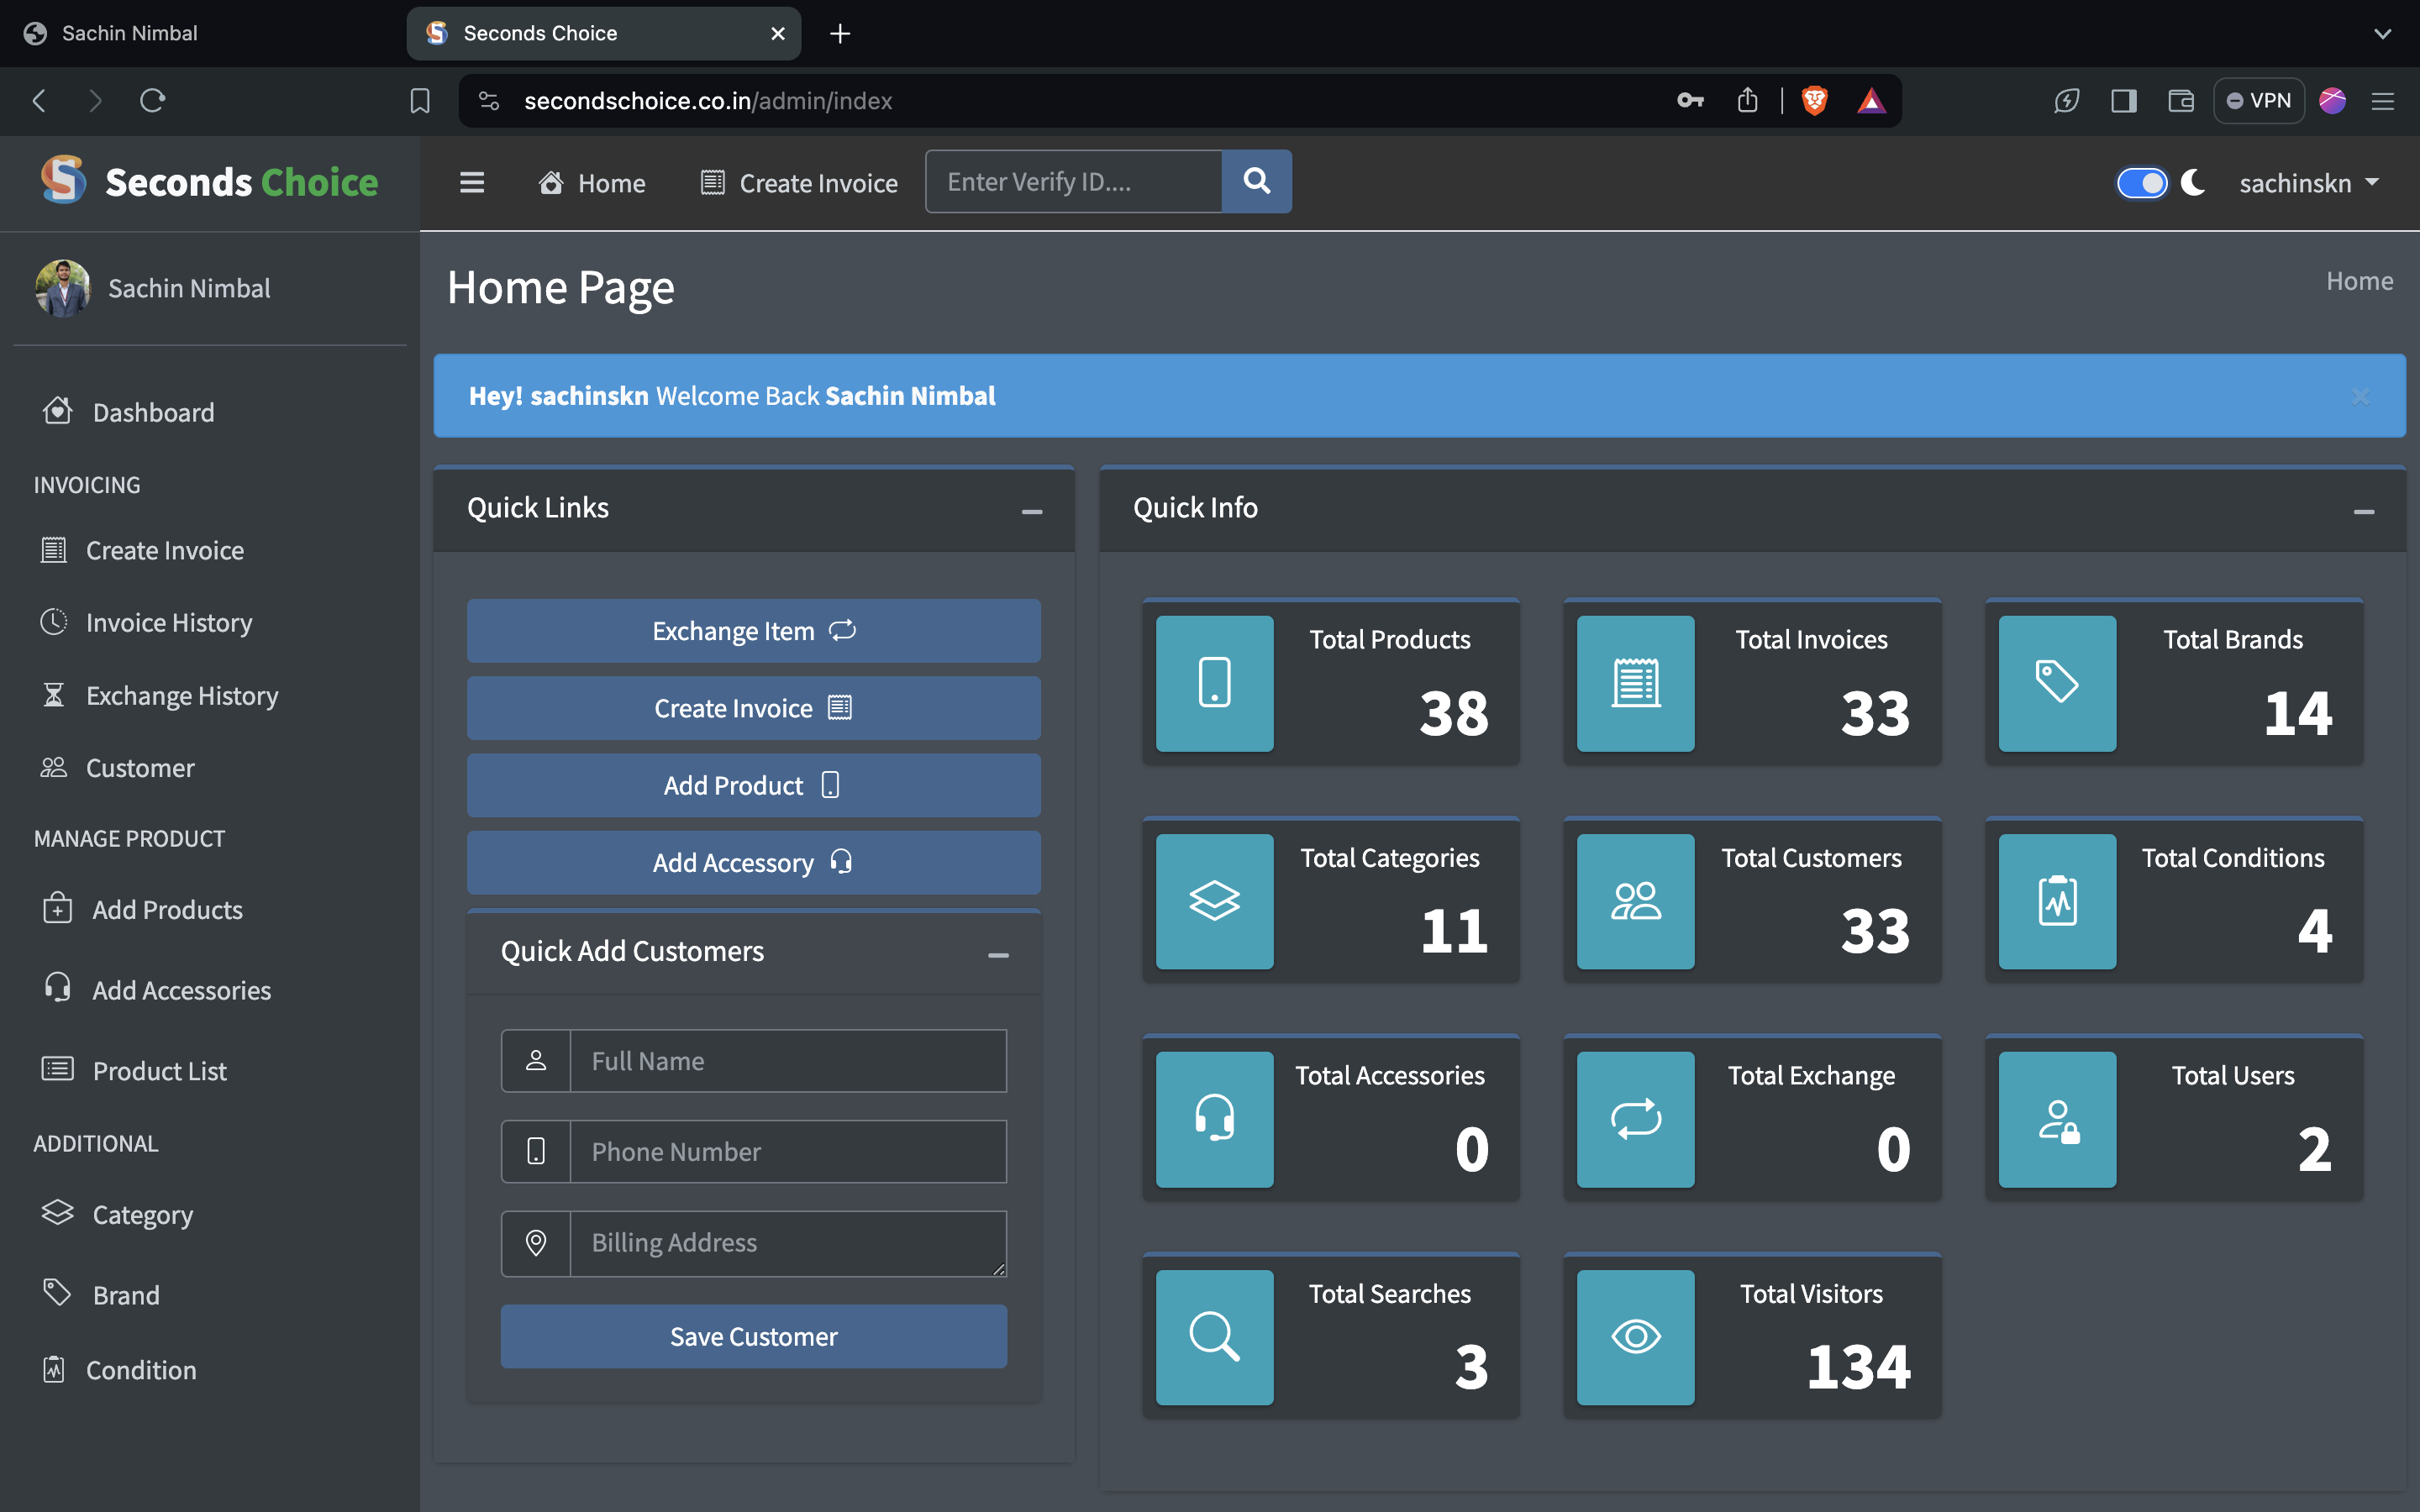 Sachin Nimbal
Seconds Choice
secondschoice.co.in/admin/index
VPN
Seconds Choice
Home
Create Invoice
Enter Verify ID....
sachinskn
Sachin Nimbal
Dashboard
INVOICING
Create Invoice
Invoice History
Exchange History
Customer
MANAGE PRODUCT
Add Products
Add Accessories
Product List
ADDITIONAL
Category
Brand
Condition
Home Page
Home
Hey! sachinskn Welcome Back Sachin Nimbal
Quick Links
Exchange Item
Create Invoice
Add Product
Add Accessory
Quick Add Customers
Full Name
Phone Number
Billing Address
Save Customer
Quick Info
Total Products
38
Total Invoices
33
Total Brands
14
Total Categories
11
Total Customers
33
Total Conditions
4
Total Accessories
0
Total Exchange
0
Total Users
2
Total Searches
3
Total Visitors
134